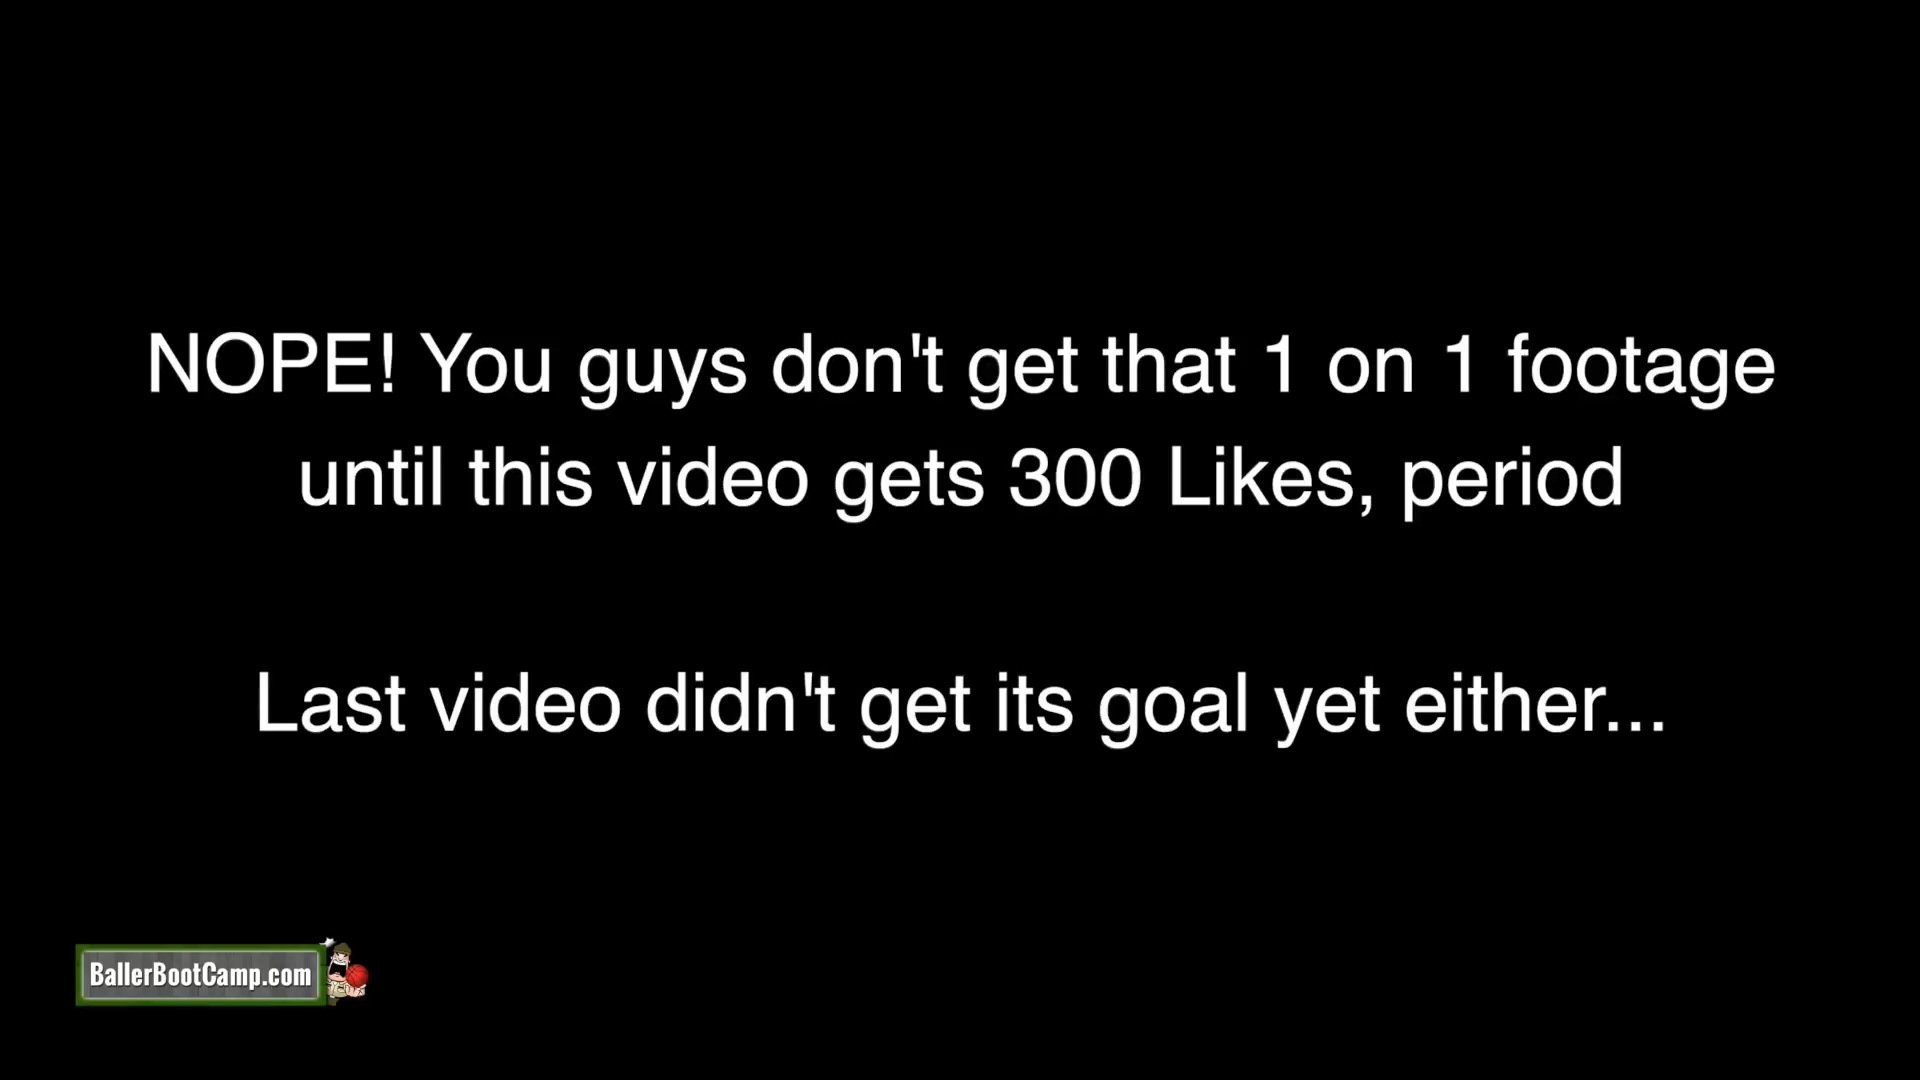 NOPE! You guys don't get that 1 on 1 footage
until this video gets 300 Likes, period
Last video didn't get its goal yet either...
BallerBootCamp.com